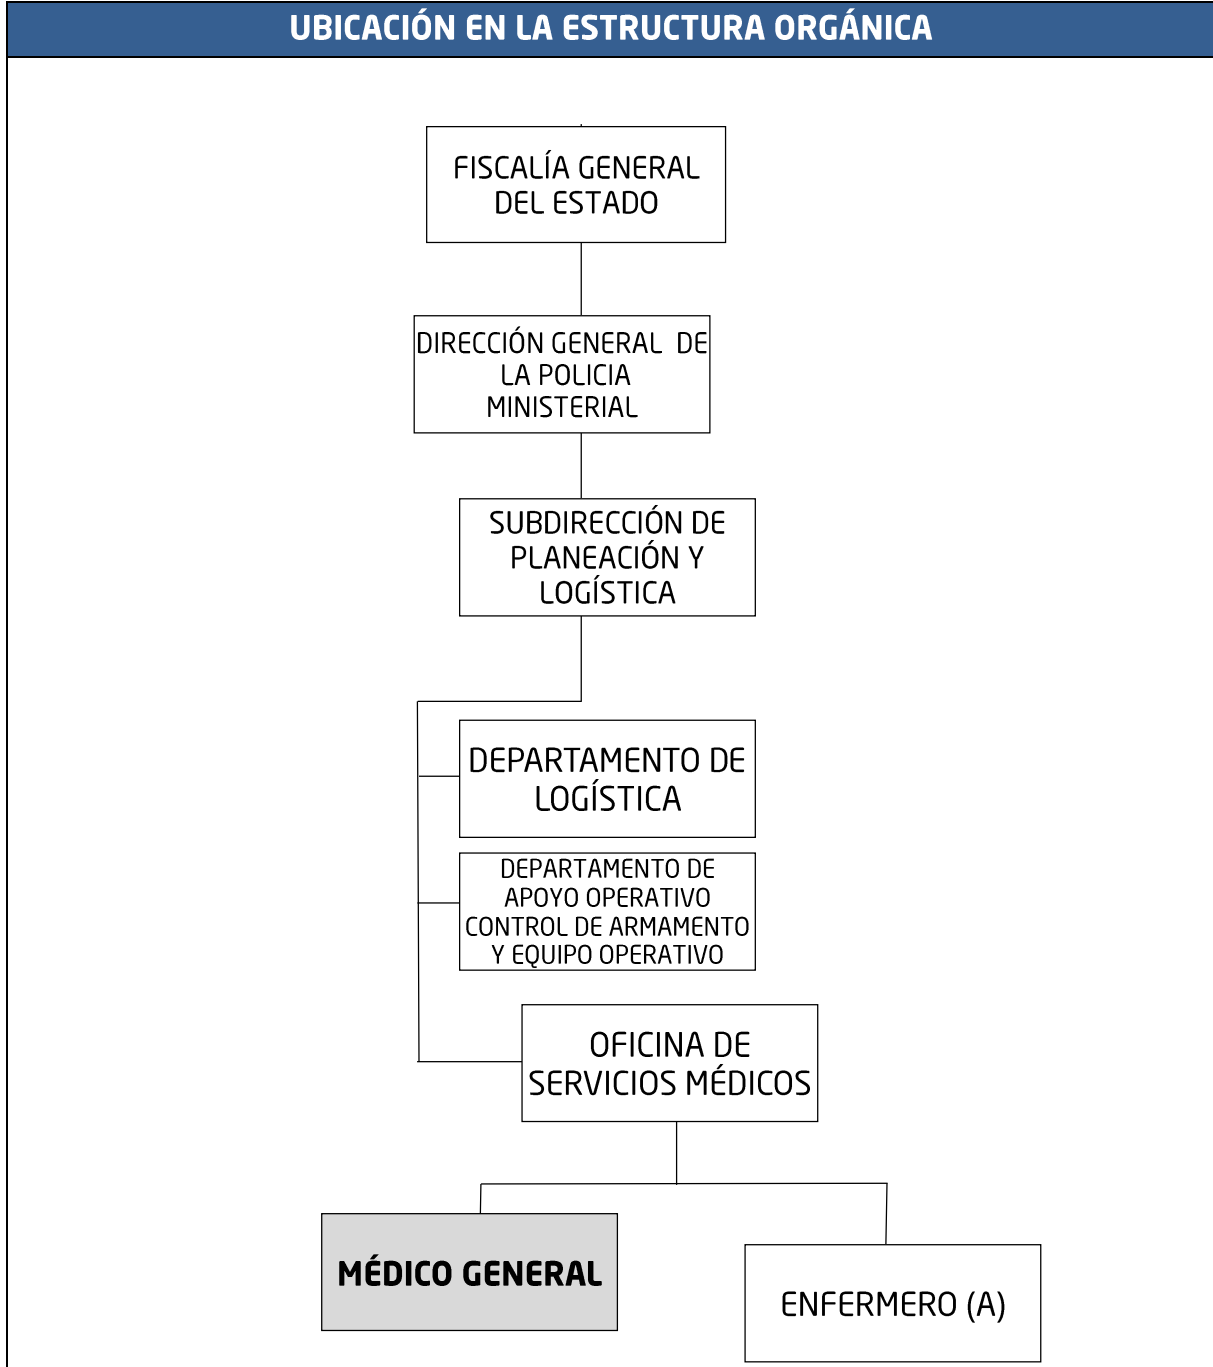 UBICACIÓN EN LA ESTRUCTURA ORGÁNICA
FISCALÍA GENERAL
DEL ESTADO
DIRECCIÓN GENERAL DE
LA POLICIA
MINISTERIAL
SUBDIRECCIÓN DE
PLANEACIÓN Y
LOGÍSTICA
DEPARTAMENTO DE
LOGÍSTICA
DEPARTAMENTO DE
APOYO OPERATIVO
CONTROL DE ARMAMENTO
Y EQUIPO OPERATIVO
OFICINA DE
SERVICIOS MÉDICOS
MÉDICO GENERAL
ENFERMERO (A)